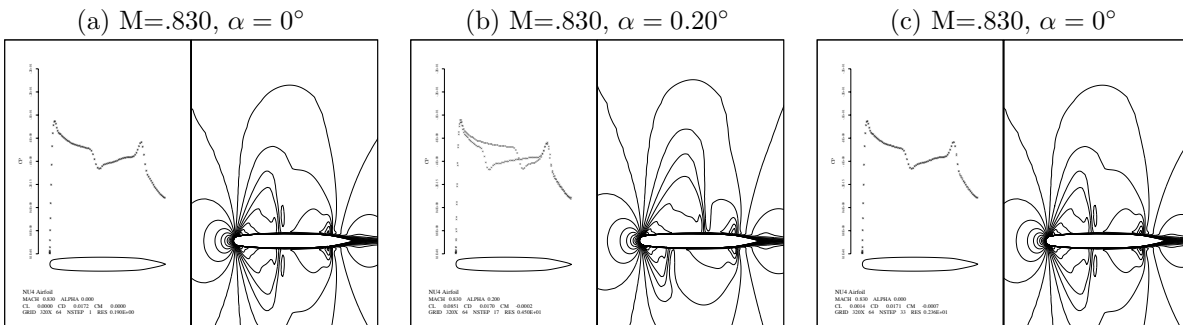 (a) M=.830, α = 0°
(b) M=.830, α = 0.20°
(c) M=.830, α = 0°
CP
NU4 Airfoil
MACH 0.830 ALPHA 0.000
CL 0.0000 CD 0.0172 CM 0.0000
GRID 320X 64 NSTEP 1 RES 0.190E+00
CP
NU4 Airfoil
MACH 0.830 ALPHA 0.200
CL 0.0851 CD 0.0170 CM -0.0002
GRID 320X 64 NSTEP 17 RES 0.450E+01
CP
NU4 Airfoil
MACH 0.830 ALPHA 0.000
CL 0.0014 CD 0.0171 CM -0.0007
GRID 320X 64 NSTEP 33 RES 0.236E+01